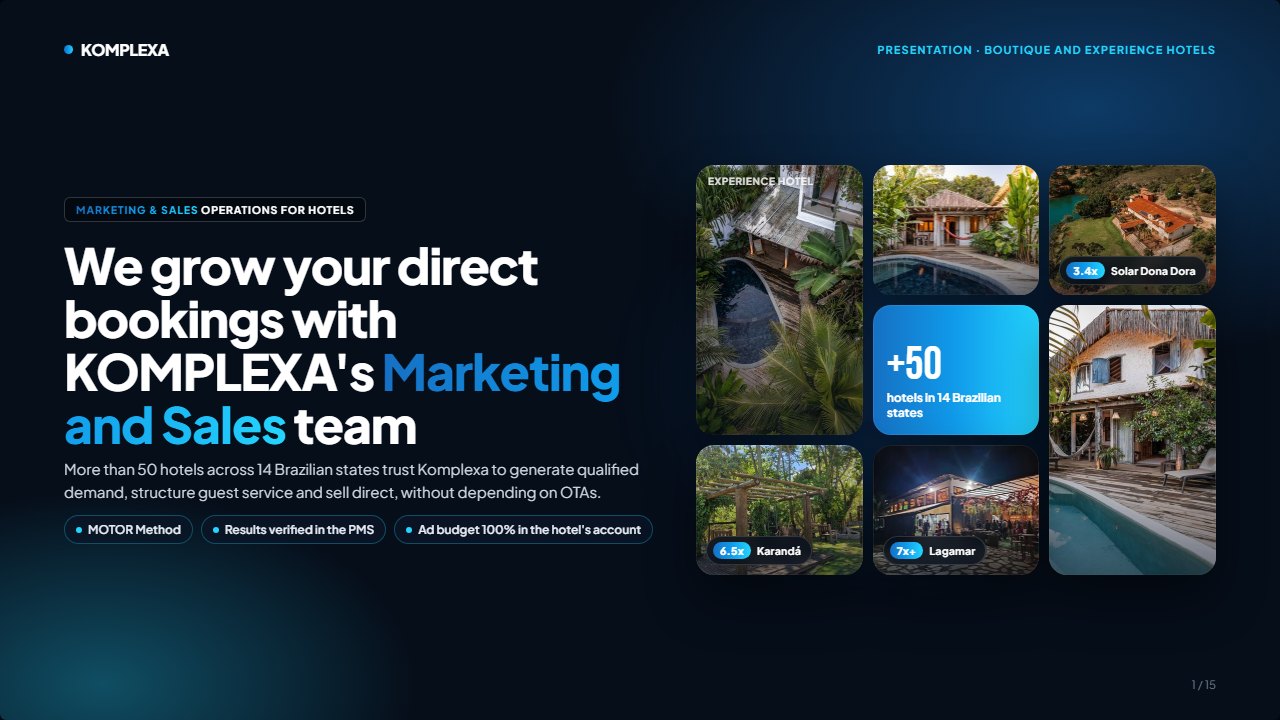 KOMPLEXA
PRESENTATION · BOUTIQUE AND EXPERIENCE HOTELS
MARKETING & SALES OPERATIONS FOR HOTELS
We grow your direct
bookings with
KOMPLEXA's Marketing
and Sales team
More than 50 hotels across 14 Brazilian states trust Komplexa to generate qualified
demand, structure guest service and sell direct, without depending on OTAs.
MOTOR Method
Results verified in the PMS
Ad budget 100% in the hotel's account
EXPERIENCE HOTEL
3.4x Solar Dona Dora
+50
hotels in 14 Brazilian
states
6.5x Karandá
7x+ Lagamar
1 / 15